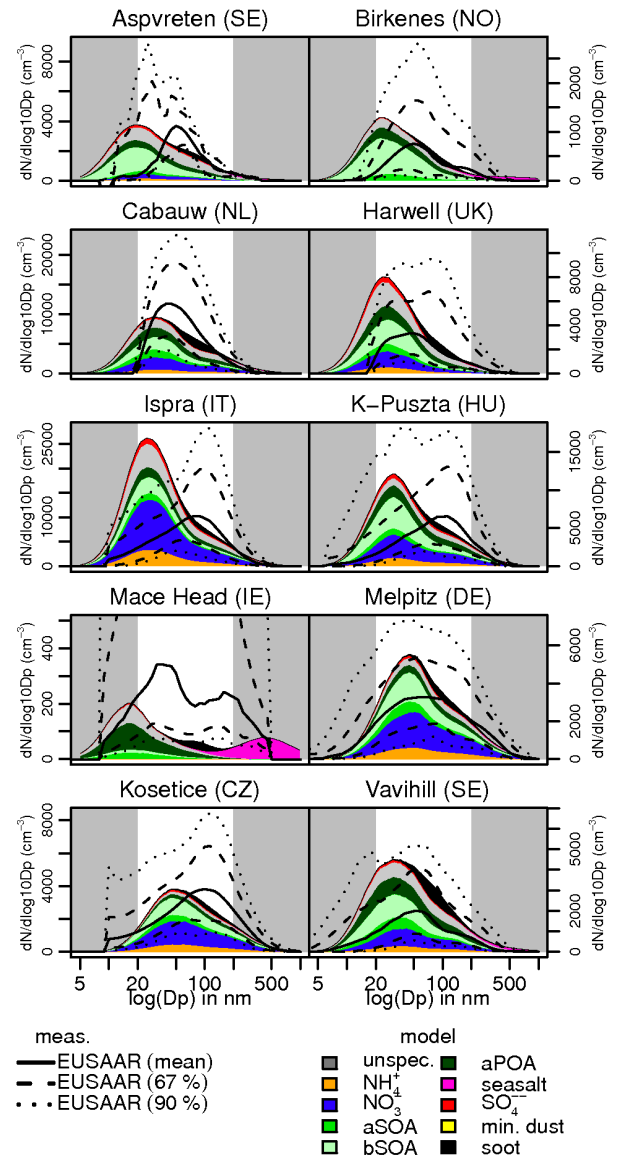 Aspvreten (SE) Birkenes (NO)
dN/dlog10Dp (cm⁻³) 0 4000 8000
0 1000 2000 dN/dlog10Dp (cm⁻³)
Cabauw (NL) Harwell (UK)
dN/dlog10Dp (cm⁻³) 0 10000 20000
0 4000 8000 dN/dlog10Dp (cm⁻³)
Ispra (IT) K−Puszta (HU)
dN/dlog10Dp (cm⁻³) 0 10000 25000
0 5000 15000 dN/dlog10Dp (cm⁻³)
Mace Head (IE) Melpitz (DE)
dN/dlog10Dp (cm⁻³) 0 200 500
0 2000 6000 dN/dlog10Dp (cm⁻³)
Kosetice (CZ) Vavihill (SE)
dN/dlog10Dp (cm⁻³) 0 4000 8000
0 2000 5000 dN/dlog10Dp (cm⁻³)
5 20 100 500 5 20 100 500
log(Dp) in nm log(Dp) in nm
meas. model
EUSAAR (mean)
EUSAAR (67 %)
EUSAAR (90 %)
unspec. aPOA
NH₄⁺ seasalt
NO₃⁻ SO₄⁻⁻
aSOA min. dust
bSOA soot